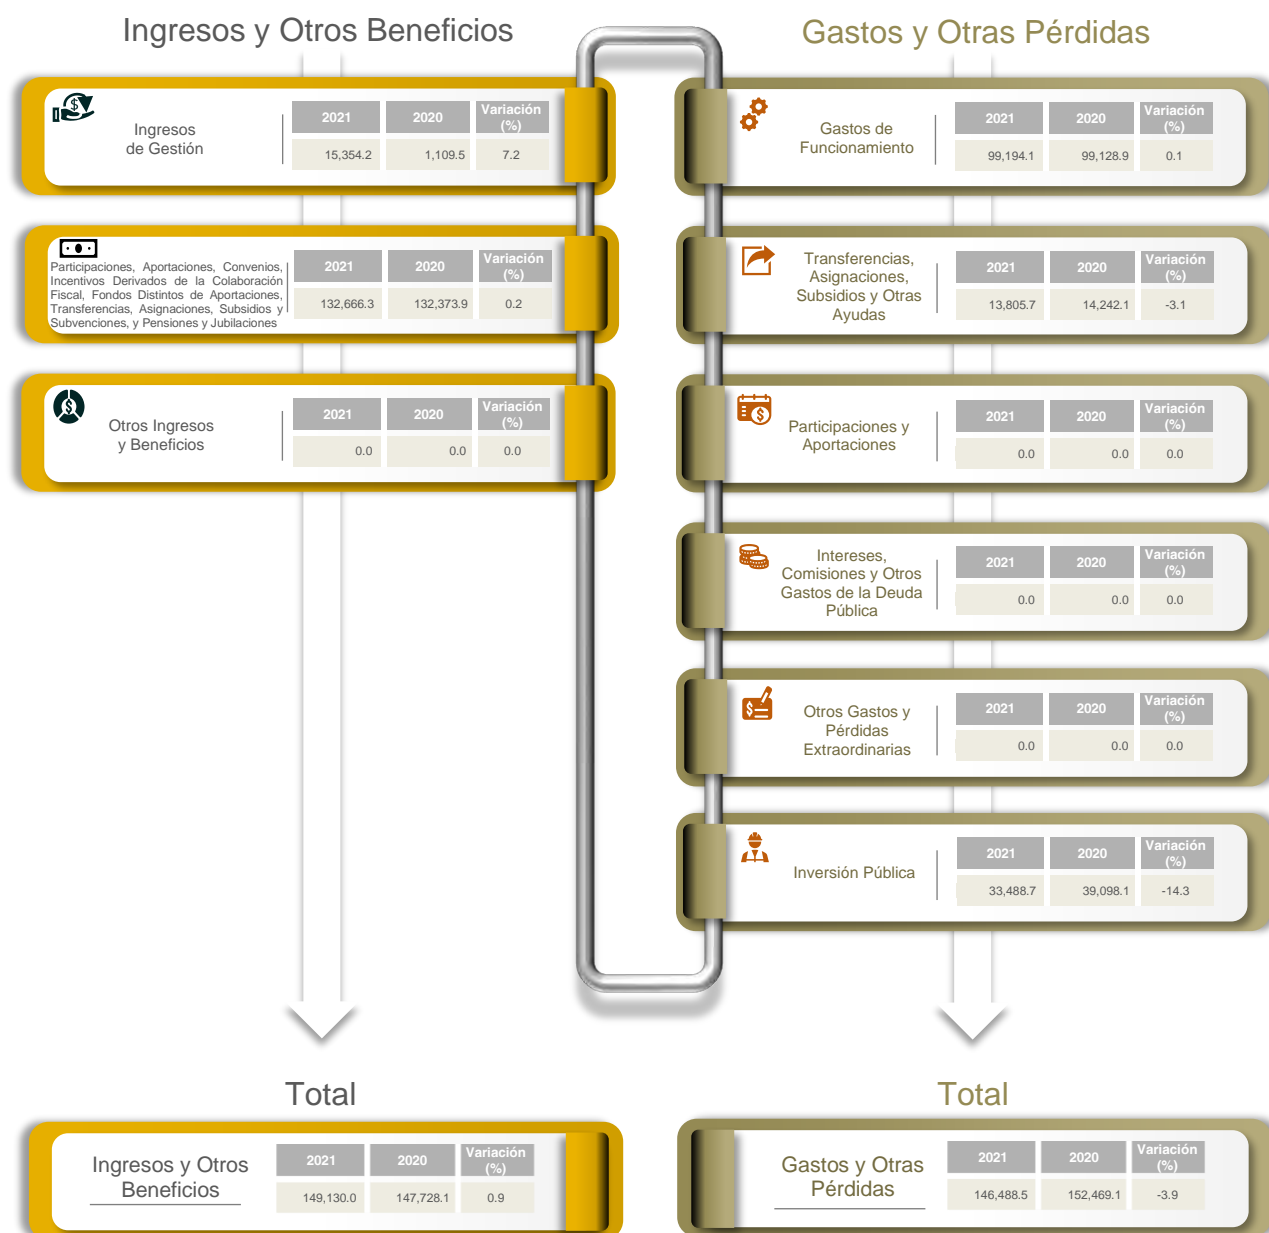 Ingresos y Otros Beneficios
Ingresos
de Gestión
2021 2020 Variación (%)
15,354.2 1,109.5 7.2
Participaciones, Aportaciones, Convenios,
Incentivos Derivados de la Colaboración
Fiscal, Fondos Distintos de Aportaciones,
Transferencias, Asignaciones, Subsidios y
Subvenciones, y Pensiones y Jubilaciones
2021 2020 Variación (%)
132,666.3 132,373.9 0.2
Otros Ingresos
y Beneficios
2021 2020 Variación (%)
0.0 0.0 0.0
Gastos y Otras Pérdidas
Gastos de
Funcionamiento
2021 2020 Variación (%)
99,194.1 99,128.9 0.1
Transferencias,
Asignaciones,
Subsidios y Otras
Ayudas
2021 2020 Variación (%)
13,805.7 14,242.1 -3.1
Participaciones y
Aportaciones
2021 2020 Variación (%)
0.0 0.0 0.0
Intereses,
Comisiones y Otros
Gastos de la Deuda
Pública
2021 2020 Variación (%)
0.0 0.0 0.0
Otros Gastos y
Pérdidas
Extraordinarias
2021 2020 Variación (%)
0.0 0.0 0.0
Inversión Pública
2021 2020 Variación (%)
33,488.7 39,098.1 -14.3
Total
Ingresos y Otros
Beneficios
2021 2020 Variación (%)
149,130.0 147,728.1 0.9
Total
Gastos y Otras
Pérdidas
2021 2020 Variación (%)
146,488.5 152,469.1 -3.9